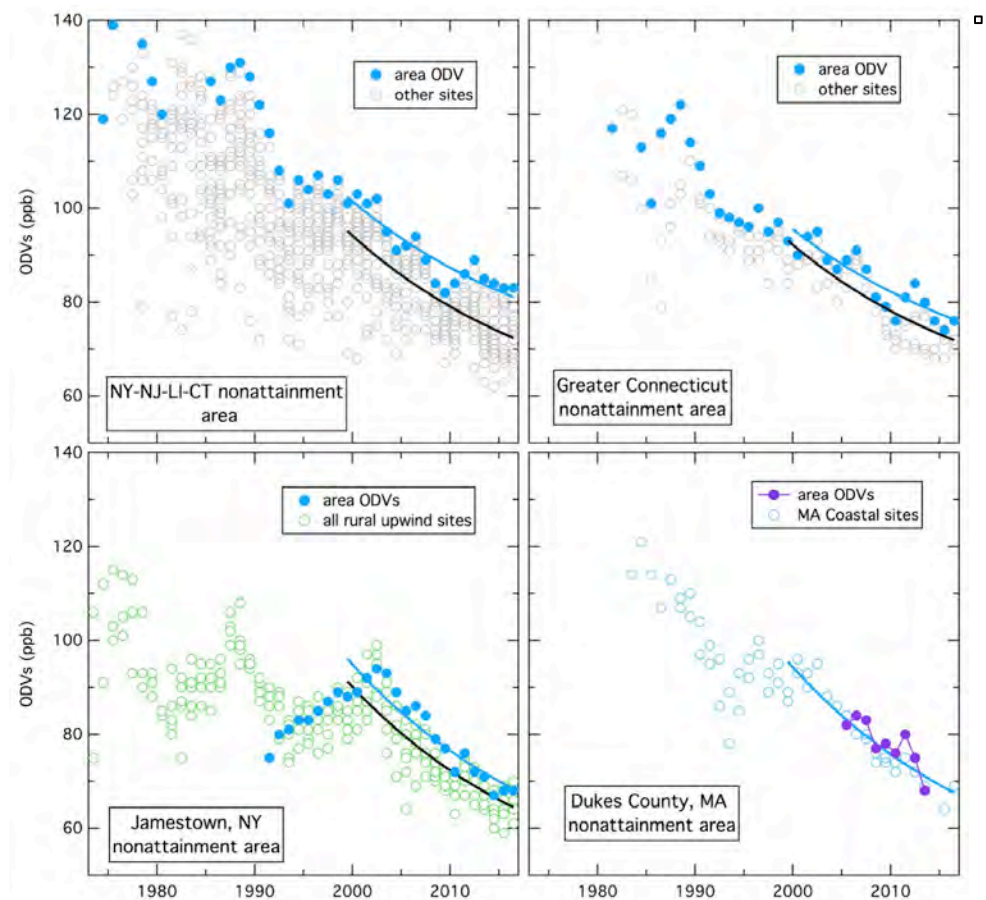 140
120
100
80
60
ODVs (ppb)
area ODV
other sites
NY-NJ-LI-CT nonattainment
area
area ODV
other sites
Greater Connecticut
nonattainment area
140
120
100
80
60
ODVs (ppb)
area ODVs
all rural upwind sites
Jamestown, NY
nonattainment area
1980
1990
2000
2010
area ODVs
MA Coastal sites
Dukes County, MA
nonattainment area
1980
1990
2000
2010